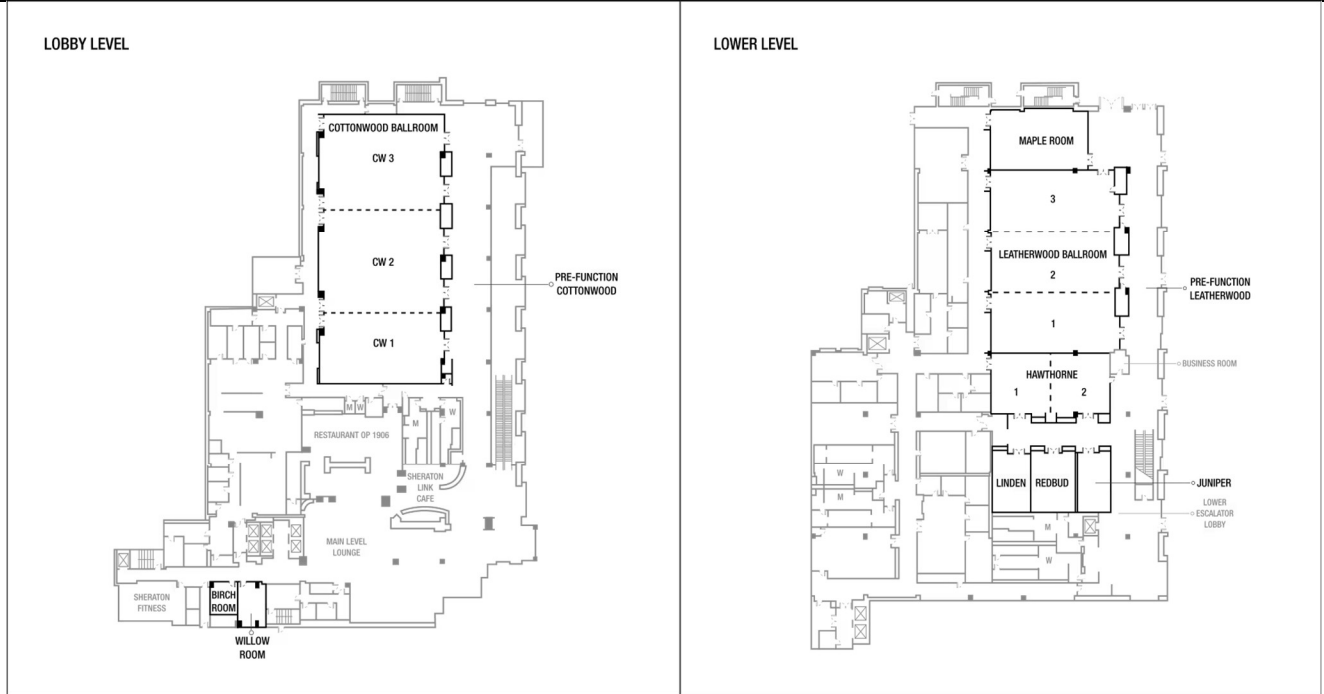 LOBBY LEVEL
COTTONWOOD BALLROOM
CW 3
CW 2
CW 1
PRE-FUNCTION
COTTONWOOD
M W
M
W
RESTAURANT OP 1906
SHERATON
LINK
CAFE
MAIN LEVEL
LOUNGE
SHERATON
FITNESS
BIRCH
ROOM
WILLOW
ROOM
LOWER LEVEL
MAPLE ROOM
3
LEATHERWOOD BALLROOM
2
1
PRE-FUNCTION
LEATHERWOOD
BUSINESS ROOM
HAWTHORNE
1 2
LINDEN
REDBUD
JUNIPER
LOWER
ESCALATOR
LOBBY
W
M
M
W